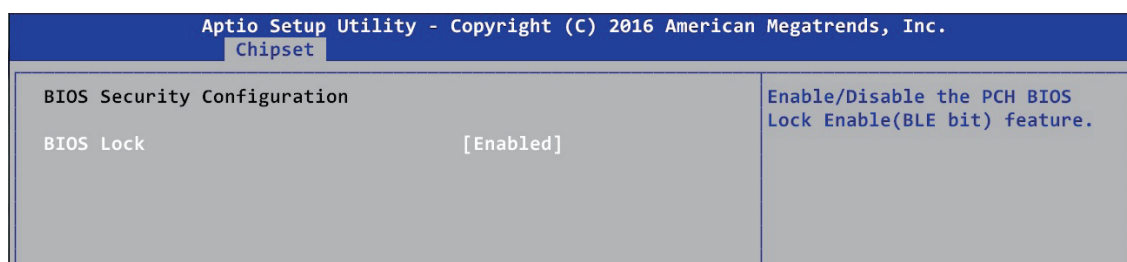 Aptio Setup Utility - Copyright (C) 2016 American Megatrends, Inc.
Chipset
BIOS Security Configuration
BIOS Lock [Enabled]
Enable/Disable the PCH BIOS
Lock Enable(BLE bit) feature.